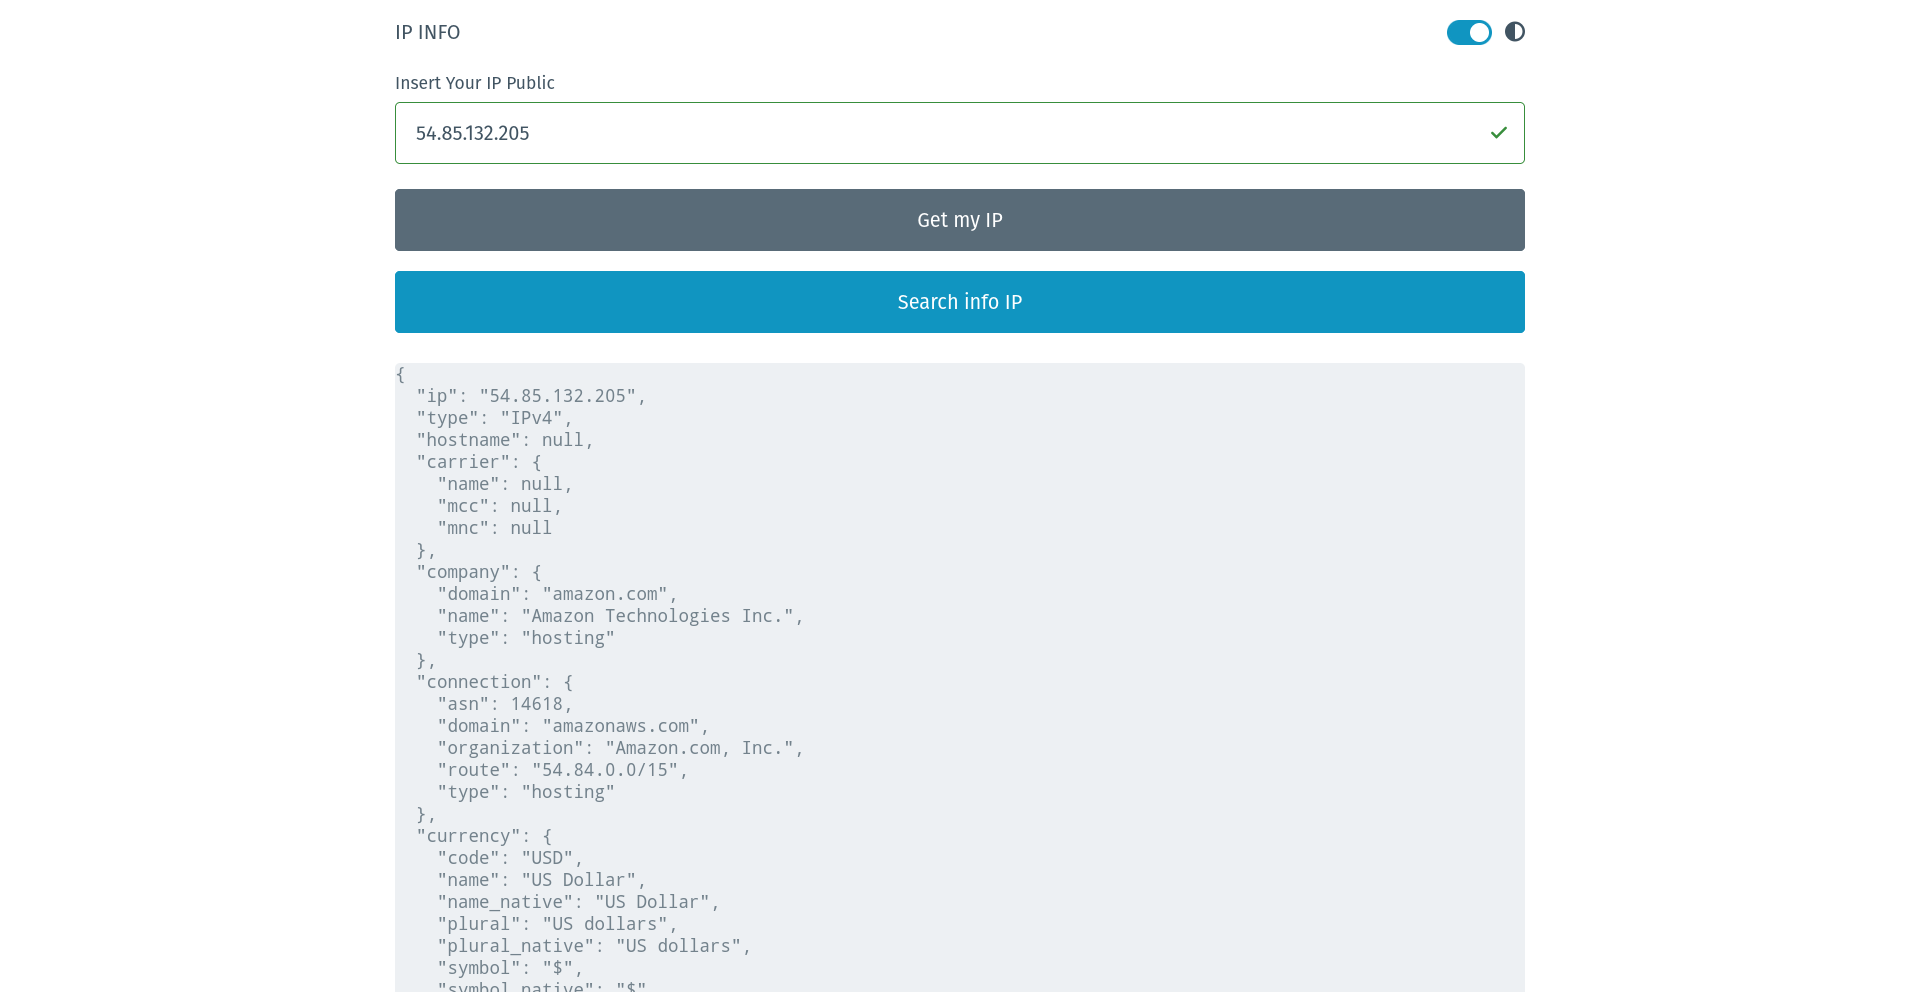 IP INFO
Insert Your IP Public
54.85.132.205
Get my IP
Search info IP
{
  "ip": "54.85.132.205",
  "type": "IPv4",
  "hostname": null,
  "carrier": {
    "name": null,
    "mcc": null,
    "mnc": null
  },
  "company": {
    "domain": "amazon.com",
    "name": "Amazon Technologies Inc.",
    "type": "hosting"
  },
  "connection": {
    "asn": 14618,
    "domain": "amazonaws.com",
    "organization": "Amazon.com, Inc.",
    "route": "54.84.0.0/15",
    "type": "hosting"
  },
  "currency": {
    "code": "USD",
    "name": "US Dollar",
    "name_native": "US Dollar",
    "plural": "US dollars",
    "plural_native": "US dollars",
    "symbol": "$",
    "symbol_native": "$"